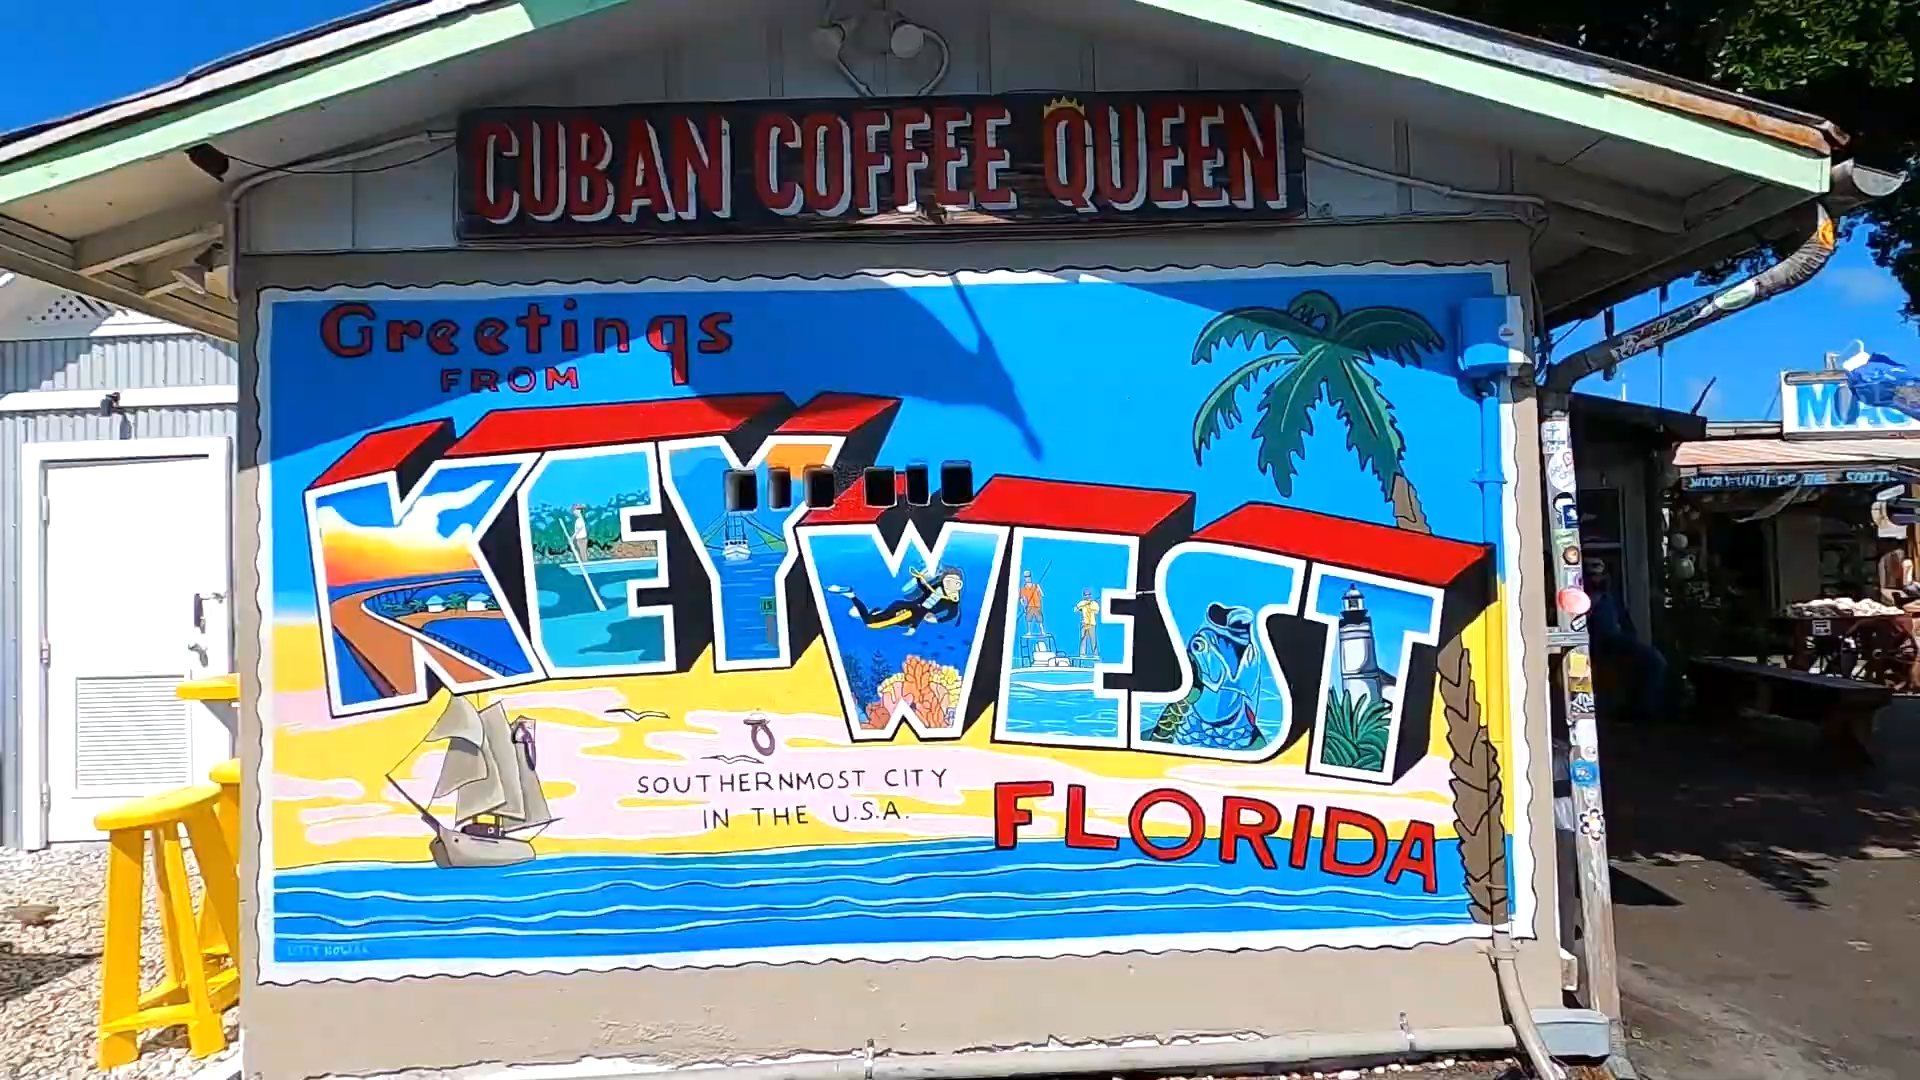 CUBAN COFFEE QUEEN
Greetings
FROM
KEY WEST
FLORIDA
SOUTHERNMOST CITY
IN THE U.S.A.